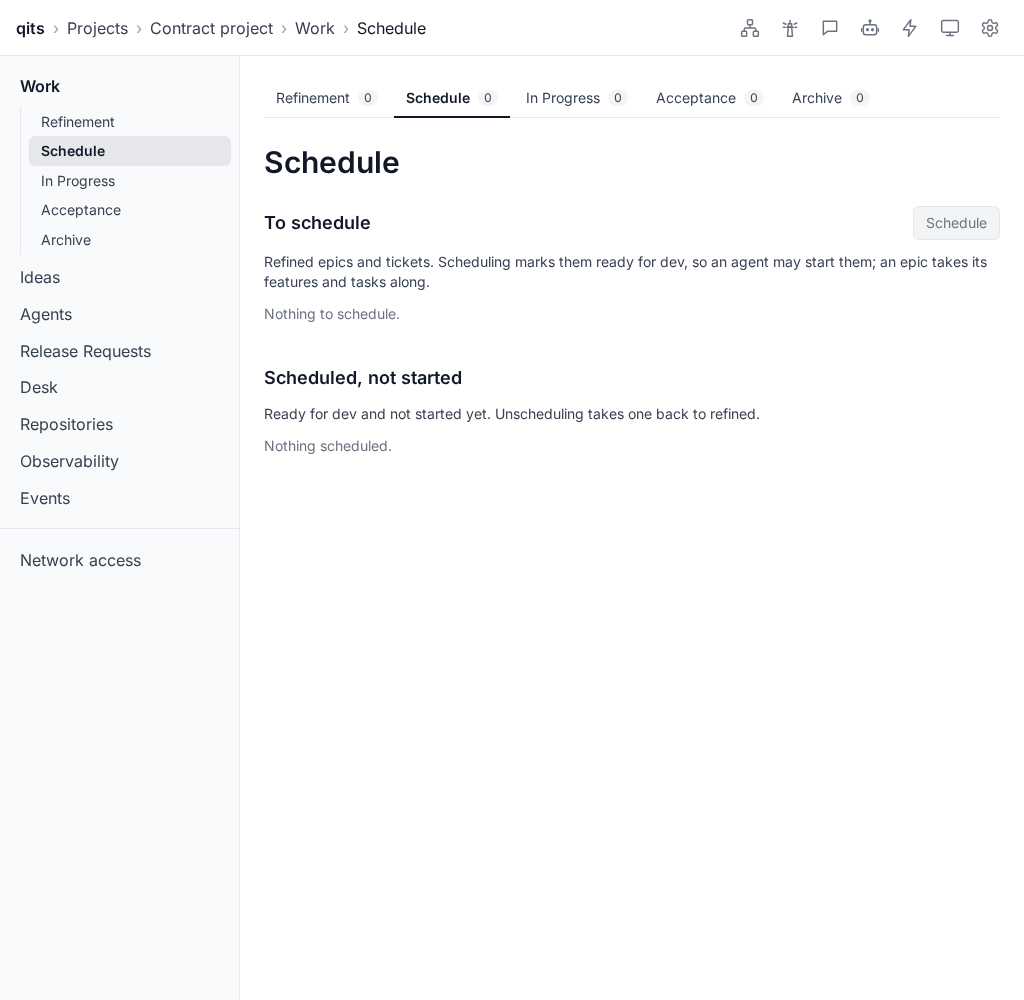 qits › Projects › Contract project › Work › Schedule
Work
Refinement
Schedule
In Progress
Acceptance
Archive
Ideas
Agents
Release Requests
Desk
Repositories
Observability
Events
Network access
Refinement 0 Schedule 0 In Progress 0 Acceptance 0 Archive 0
Schedule
To schedule
Schedule
Refined epics and tickets. Scheduling marks them ready for dev, so an agent may start them; an epic takes its
features and tasks along.
Nothing to schedule.
Scheduled, not started
Ready for dev and not started yet. Unscheduling takes one back to refined.
Nothing scheduled.